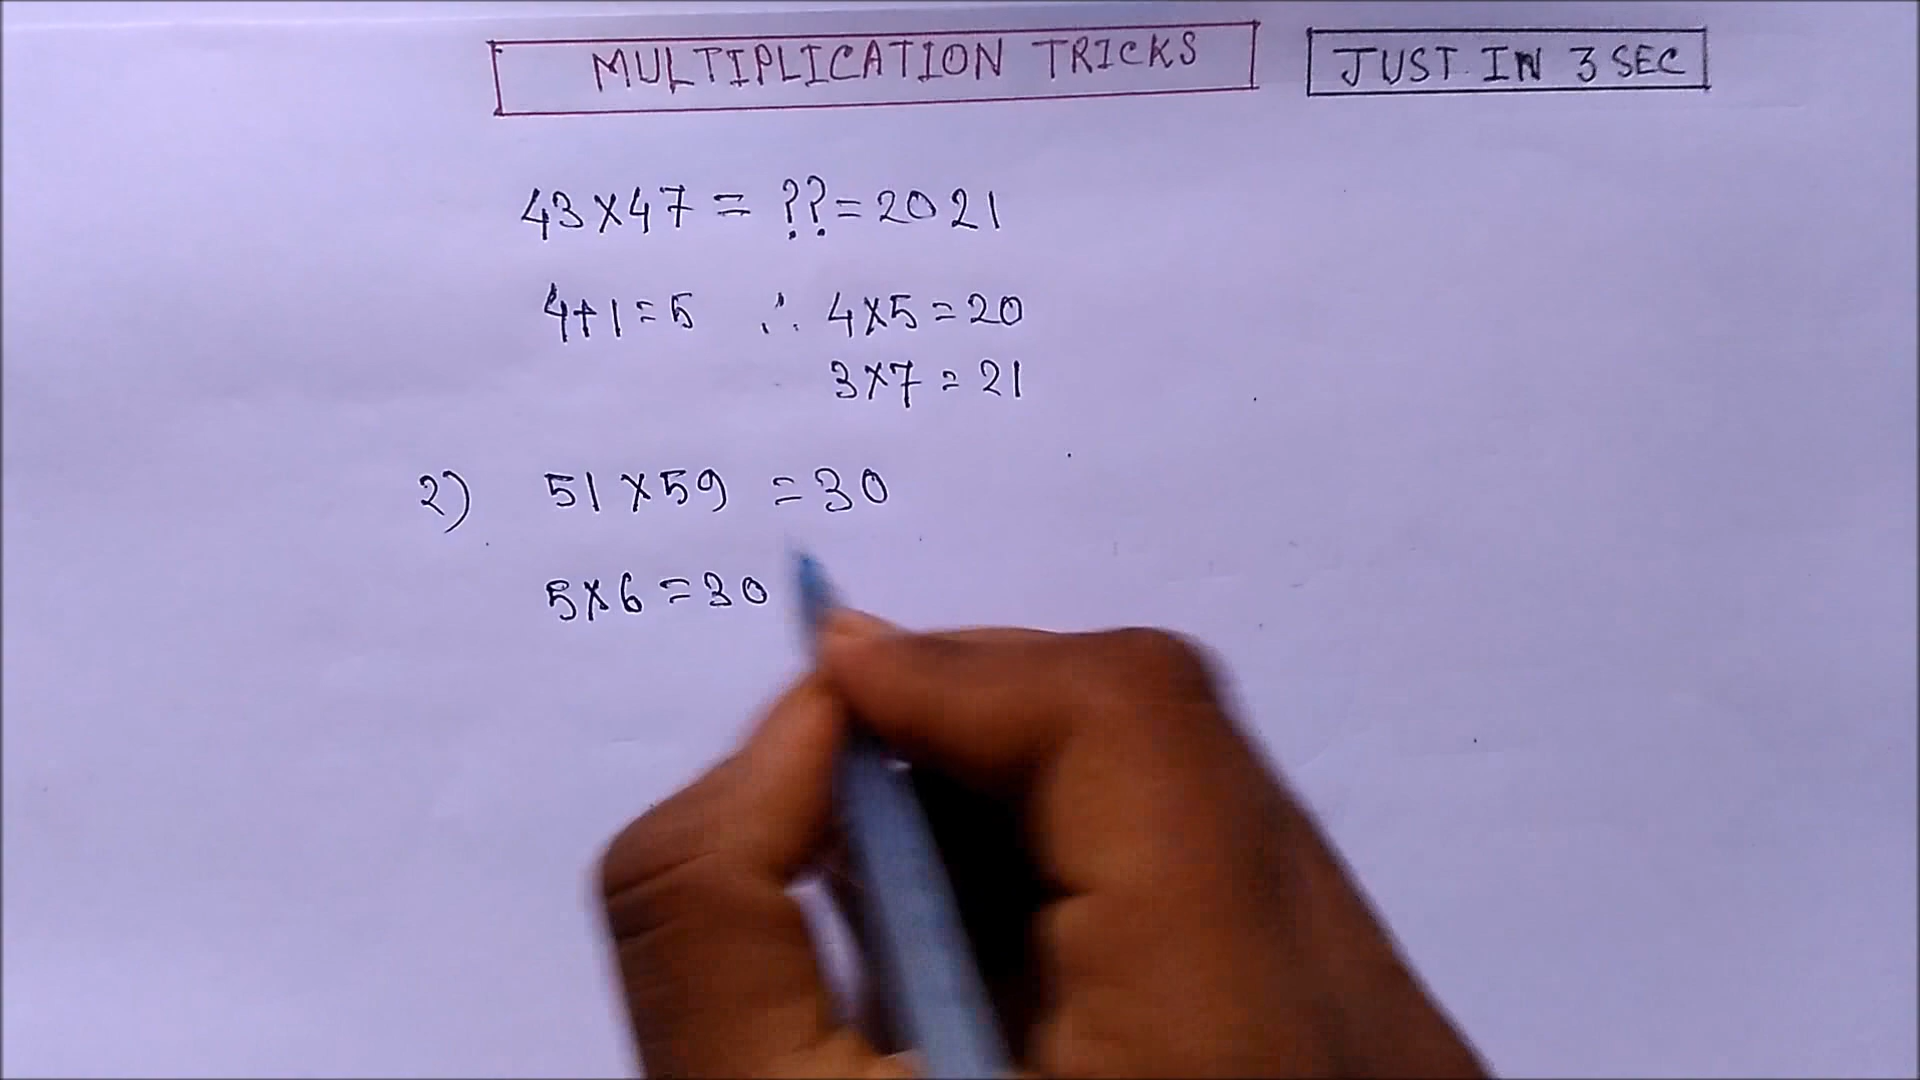 MULTIPLICATION TRICKS JUST IN 3 SEC
43×47 = ??=2021
4+1=5 ∴ 4×5=20
3×7=21
2) 51×59 =30
5×6=30